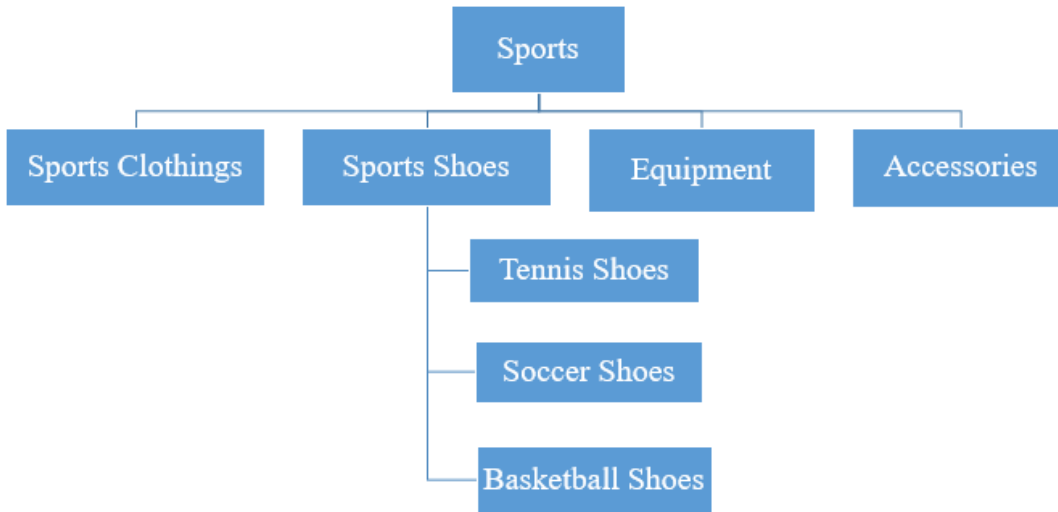 Sports
Sports Clothings
Sports Shoes
Equipment
Accessories
Tennis Shoes
Soccer Shoes
Basketball Shoes